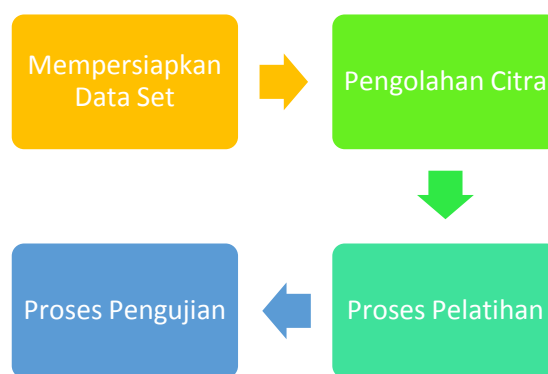 Mempersiapkan
Data Set
Pengolahan Citra
Proses Pelatihan
Proses Pengujian